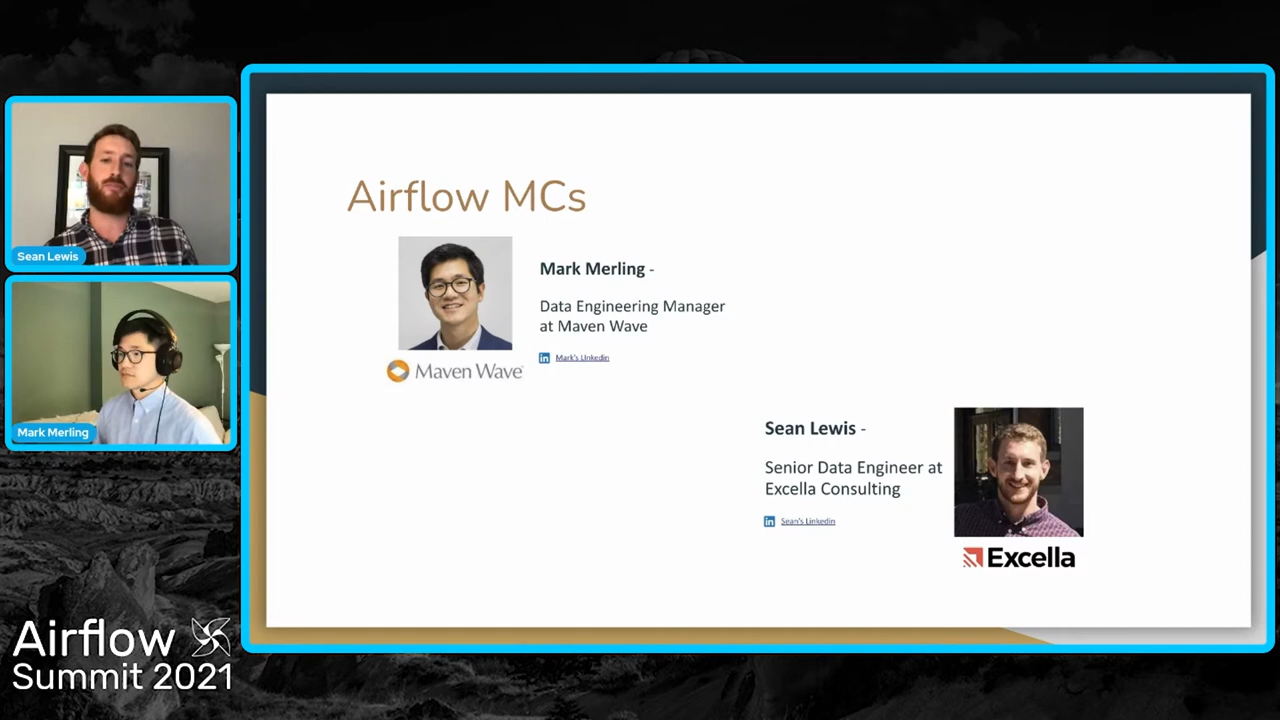 Sean Lewis
Mark Merling
Airflow
Summit 2021
Airflow MCs
Mark Merling -
Data Engineering Manager
at Maven Wave
Mark's Linkedin
Maven Wave
Sean Lewis -
Senior Data Engineer at
Excella Consulting
Sean's Linkedin
Excella